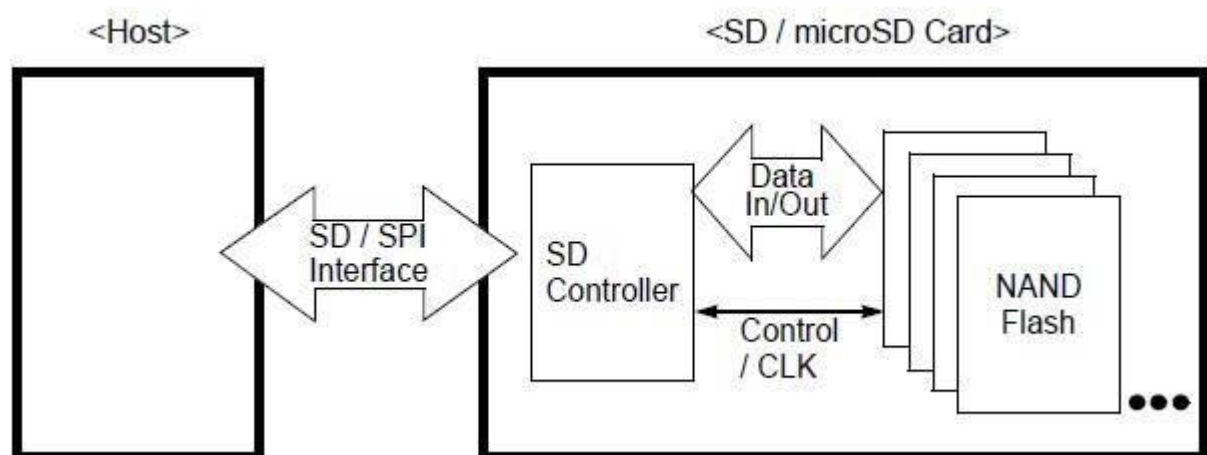 <Host>
<SD / microSD Card>
SD / SPI
Interface
SD
Controller
Data
In/Out
Control
/ CLK
NAND
Flash